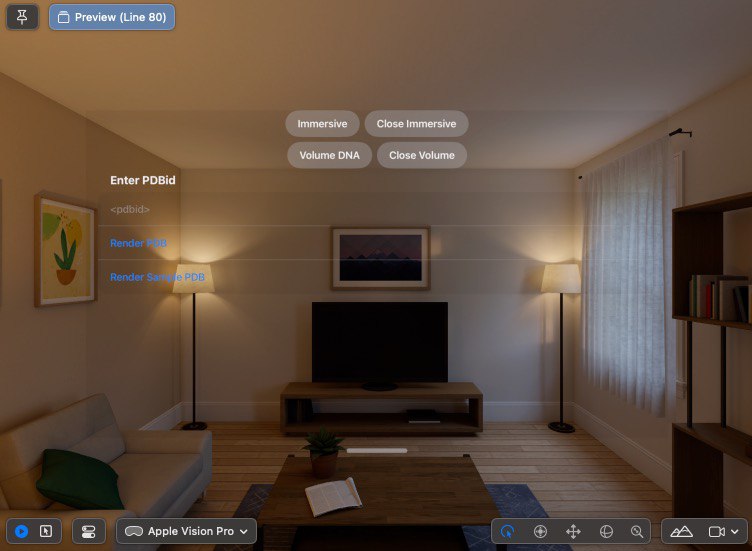 Preview (Line 80)
Immersive Close Immersive
Volume DNA Close Volume
Enter PDBid
<pdbid>
Render PDB
Render Sample PDB
Apple Vision Pro